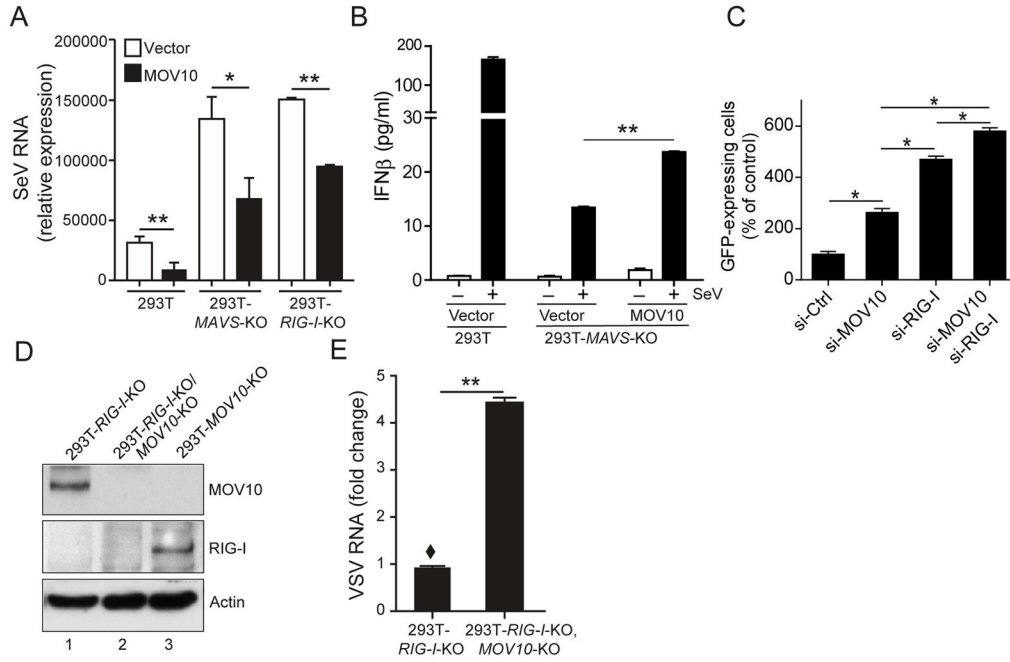 A
SeV RNA
(relative expression)
200000
150000
100000
50000
0
Vector
MOV10
**
*
**
293T
293T-
MAVS-KO
293T-
RIG-I-KO
B
IFNβ (pg/ml)
200
100
30
20
10
0
**
– + – + – + SeV
Vector Vector MOV10
293T 293T-MAVS-KO
C
GFP-expressing cells
(% of control)
600
400
200
0
*
*
*
*
si-Ctrl
si-MOV10
si-RIG-I
si-MOV10
si-RIG-I
D
293T-RIG-I-KO
293T-RIG-I-KO/
MOV10-KO
293T-MOV10-KO
MOV10
RIG-I
Actin
1 2 3
E
VSV RNA (fold change)
5
4
3
2
1
0
**
293T-
RIG-I-KO
293T-RIG-I-KO,
MOV10-KO